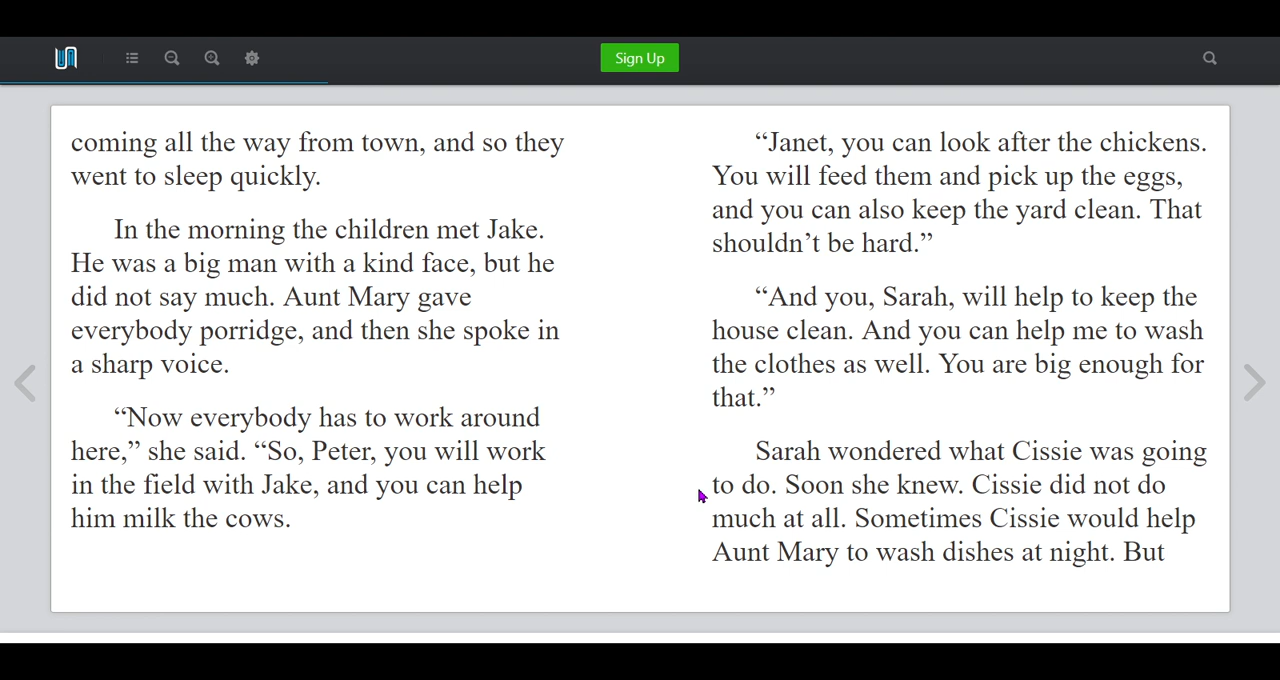 Sign Up
coming all the way from town, and so they
went to sleep quickly.
In the morning the children met Jake.
He was a big man with a kind face, but he
did not say much. Aunt Mary gave
everybody porridge, and then she spoke in
a sharp voice.
“Now everybody has to work around
here,” she said. “So, Peter, you will work
in the field with Jake, and you can help
him milk the cows.
“Janet, you can look after the chickens.
You will feed them and pick up the eggs,
and you can also keep the yard clean. That
shouldn’t be hard.”
“And you, Sarah, will help to keep the
house clean. And you can help me to wash
the clothes as well. You are big enough for
that.”
Sarah wondered what Cissie was going
to do. Soon she knew. Cissie did not do
much at all. Sometimes Cissie would help
Aunt Mary to wash dishes at night. But